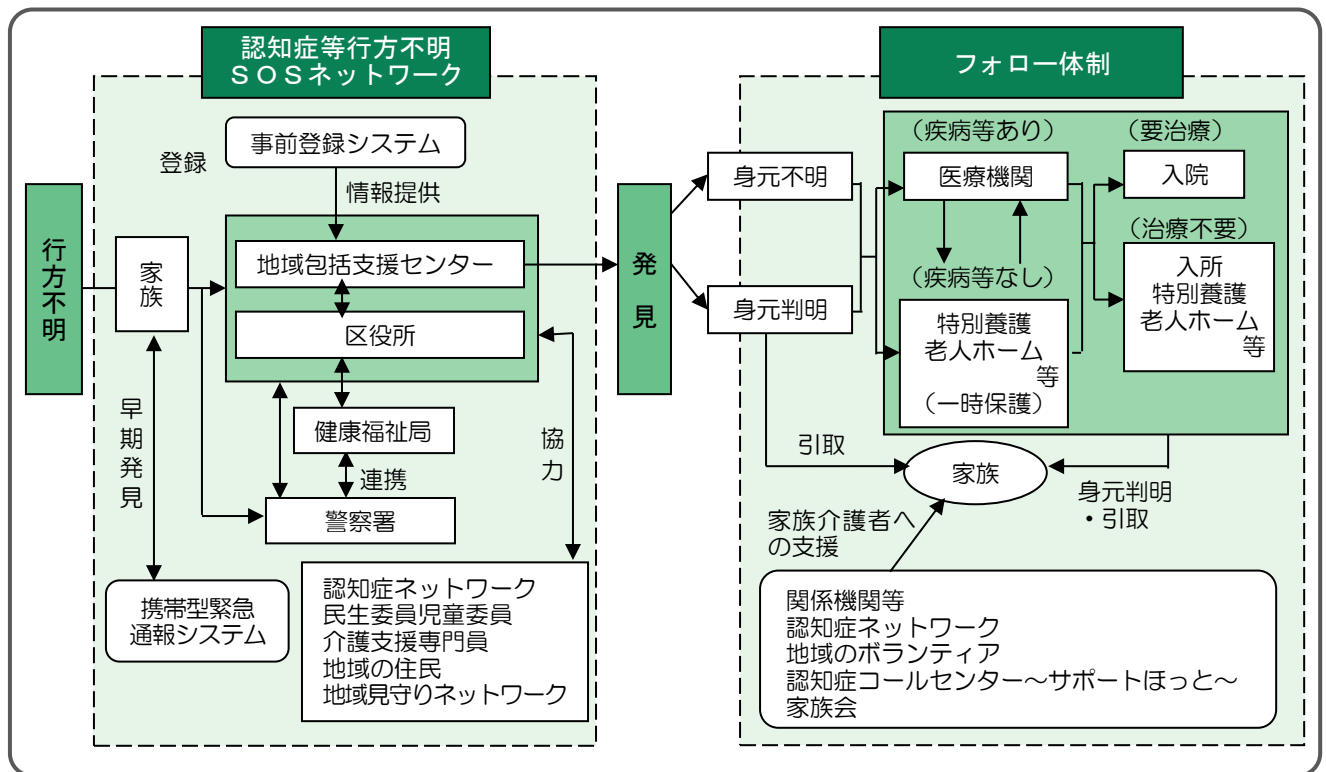 認知症等行方不明
ＳＯＳネットワーク
事前登録システム
登録
情報提供
行方不明
家族
地域包括支援センター
区役所
健康福祉局
連携
警察署
協力
早期発見
携帯型緊急
通報システム
認知症ネットワーク
民生委員児童委員
介護支援専門員
地域の住民
地域見守りネットワーク
発見
フォロー体制
身元不明
身元判明
（疾病等あり）
医療機関
（疾病等なし）
特別養護
老人ホーム
等
（一時保護）
（要治療）
入院
（治療不要）
入所
特別養護
老人ホーム
等
引取
家族
身元判明
・引取
家族介護者へ
の支援
関係機関等
認知症ネットワーク
地域のボランティア
認知症コールセンター～サポートほっと～
家族会